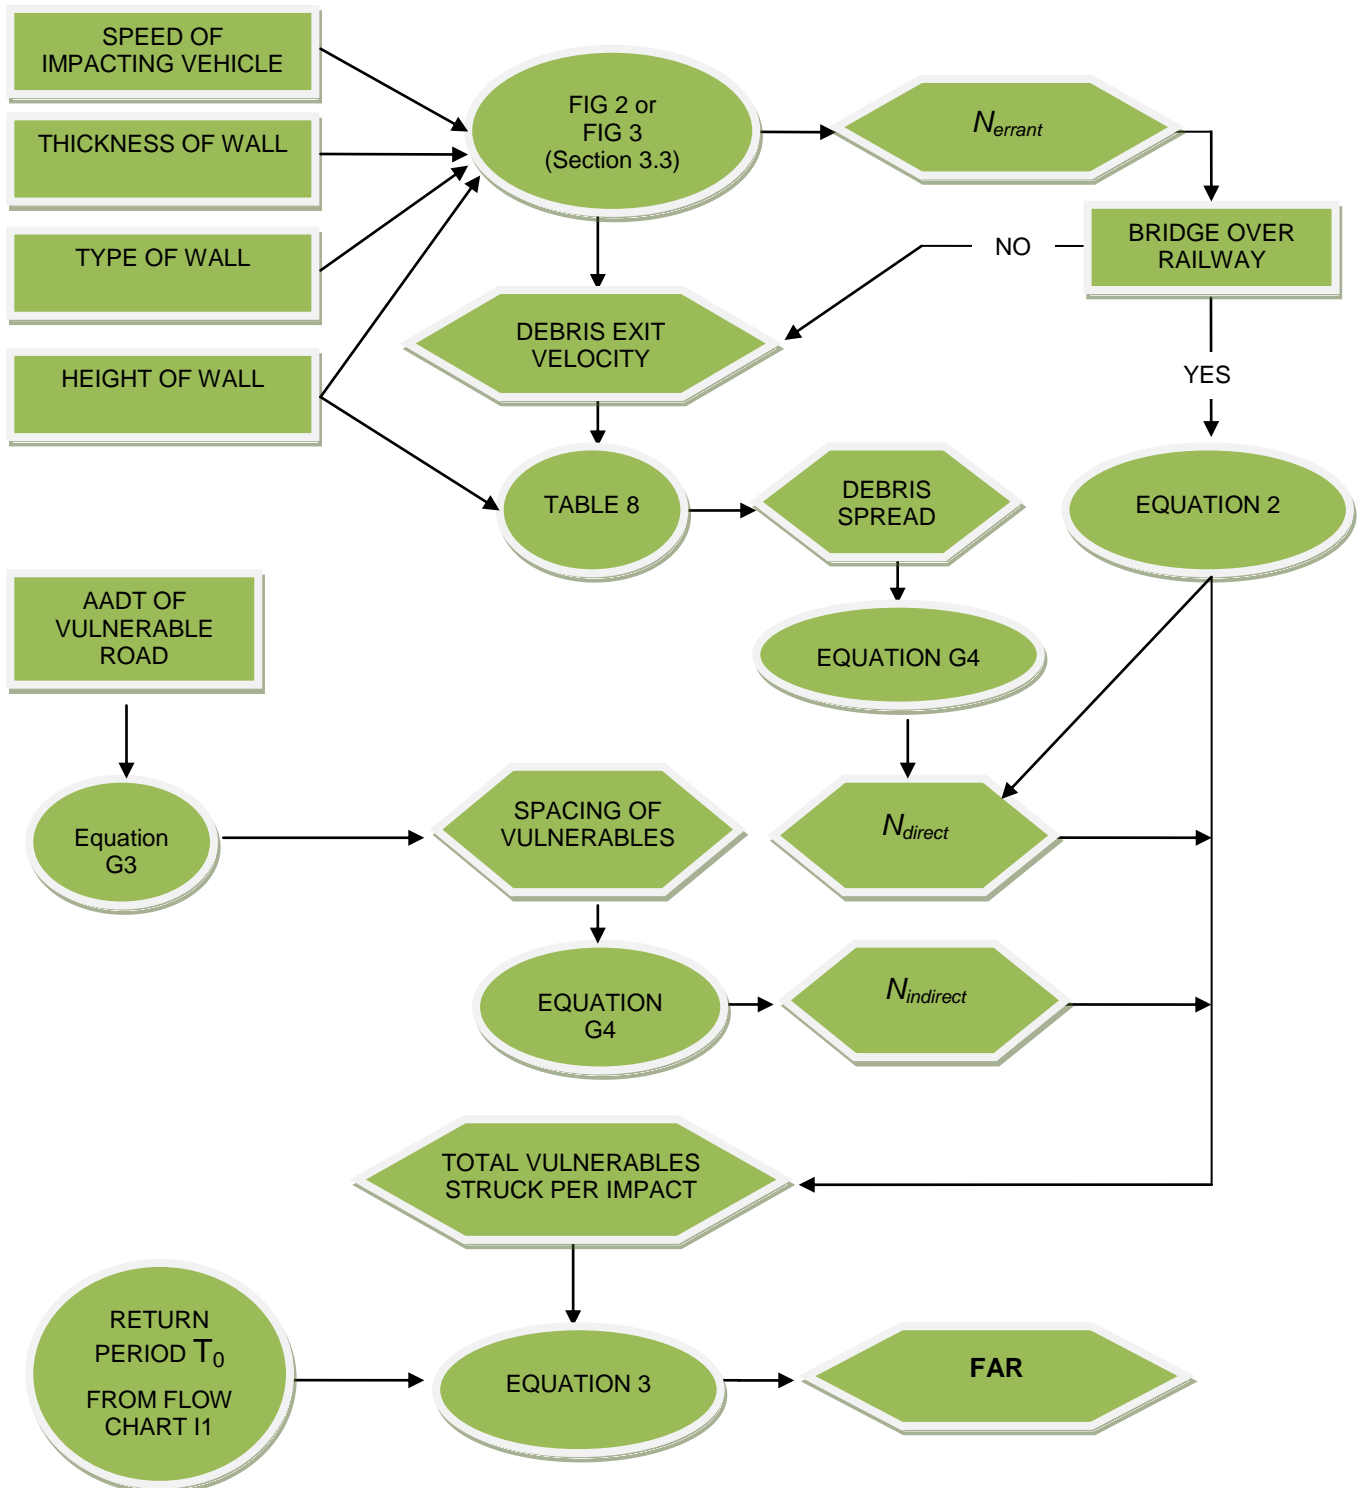 SPEED OF
IMPACTING VEHICLE
THICKNESS OF WALL
TYPE OF WALL
HEIGHT OF WALL
FIG 2 or
FIG 3
(Section 3.3)
N errant
BRIDGE OVER
RAILWAY
NO
YES
DEBRIS EXIT
VELOCITY
TABLE 8
DEBRIS
SPREAD
EQUATION 2
AADT OF
VULNERABLE
ROAD
EQUATION G4
Equation
G3
SPACING OF
VULNERABLES
N direct
EQUATION
G4
N indirect
TOTAL VULNERABLES
STRUCK PER IMPACT
RETURN
PERIOD T0
FROM FLOW
CHART I1
EQUATION 3
FAR